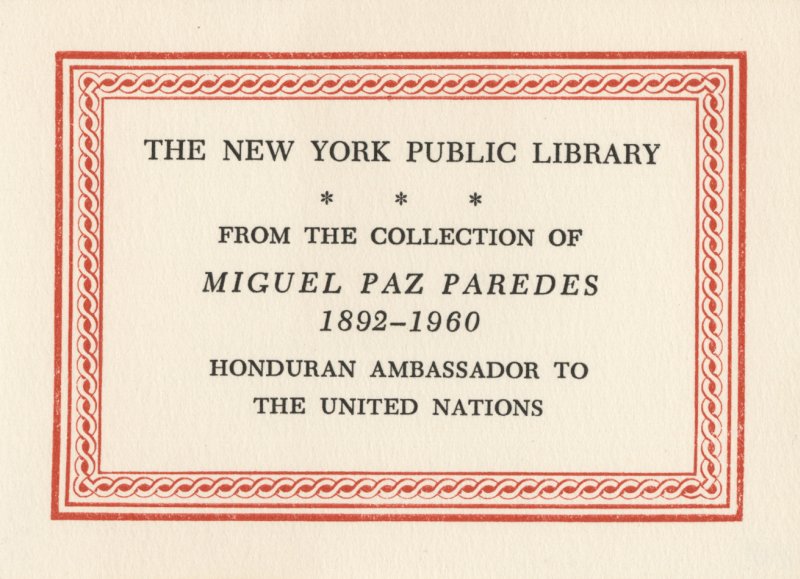 THE NEW YORK PUBLIC LIBRARY
* * *
FROM THE COLLECTION OF
MIGUEL PAZ PAREDES
1892–1960
HONDURAN AMBASSADOR TO
THE UNITED NATIONS